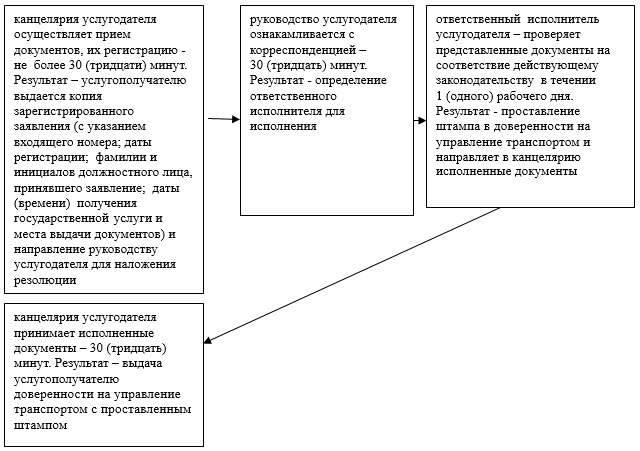 канцелярия услугодателя
осуществляет прием
документов, их регистрацию -
не более 30 (тридцати) минут.
Результат – услугополучателю
выдается копия
зарегистрированного
заявления (с указанием
входящего номера; даты
регистрации; фамилии и
инициалов должностного лица,
принявшего заявление; даты
(времени) получения
государственной услуги и
места выдачи документов) и
направление руководству
услугодателя для наложения
резолюции
руководство услугодателя
ознакамливается с
корреспонденцией –
30 (тридцать) минут.
Результат - определение
ответственного
исполнителя для
исполнения
ответственный исполнитель
услугодателя – проверяет
представленные документы на
соответствие действующему
законодательству в течении
1 (одного) рабочего дня.
Результат - проставление
штампа в доверенности на
управление транспортом и
направляет в канцелярию
исполненные документы
канцелярия услугодателя
принимает исполненные
документы – 30 (тридцать)
минут. Результат – выдача
услугополучателю
доверенности на управление
транспортом с проставленным
штампом